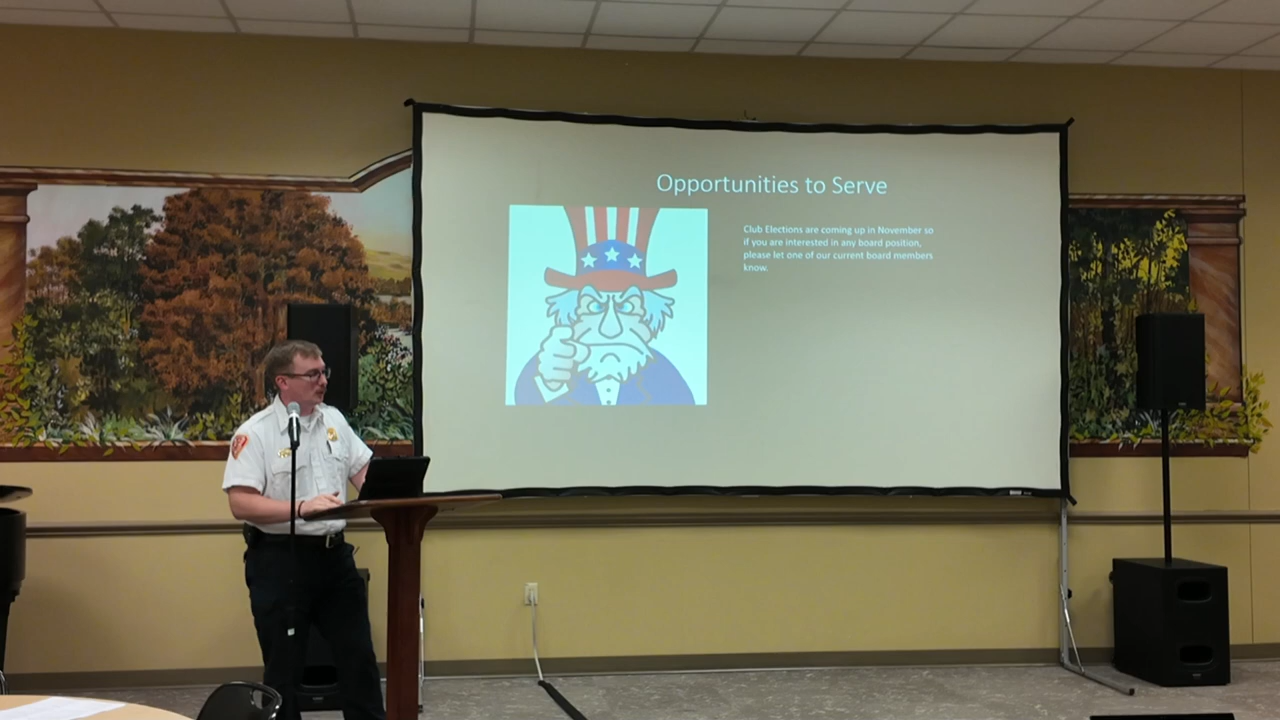 Opportunities to Serve
Club Elections are coming up in November so
if you are interested in any board position,
please let one of our current board members
know.